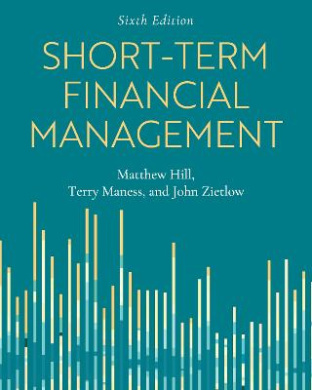 Sixth Edition
SHORT-TERM
FINANCIAL
MANAGEMENT
Matthew Hill,
Terry Maness, and John Zietlow